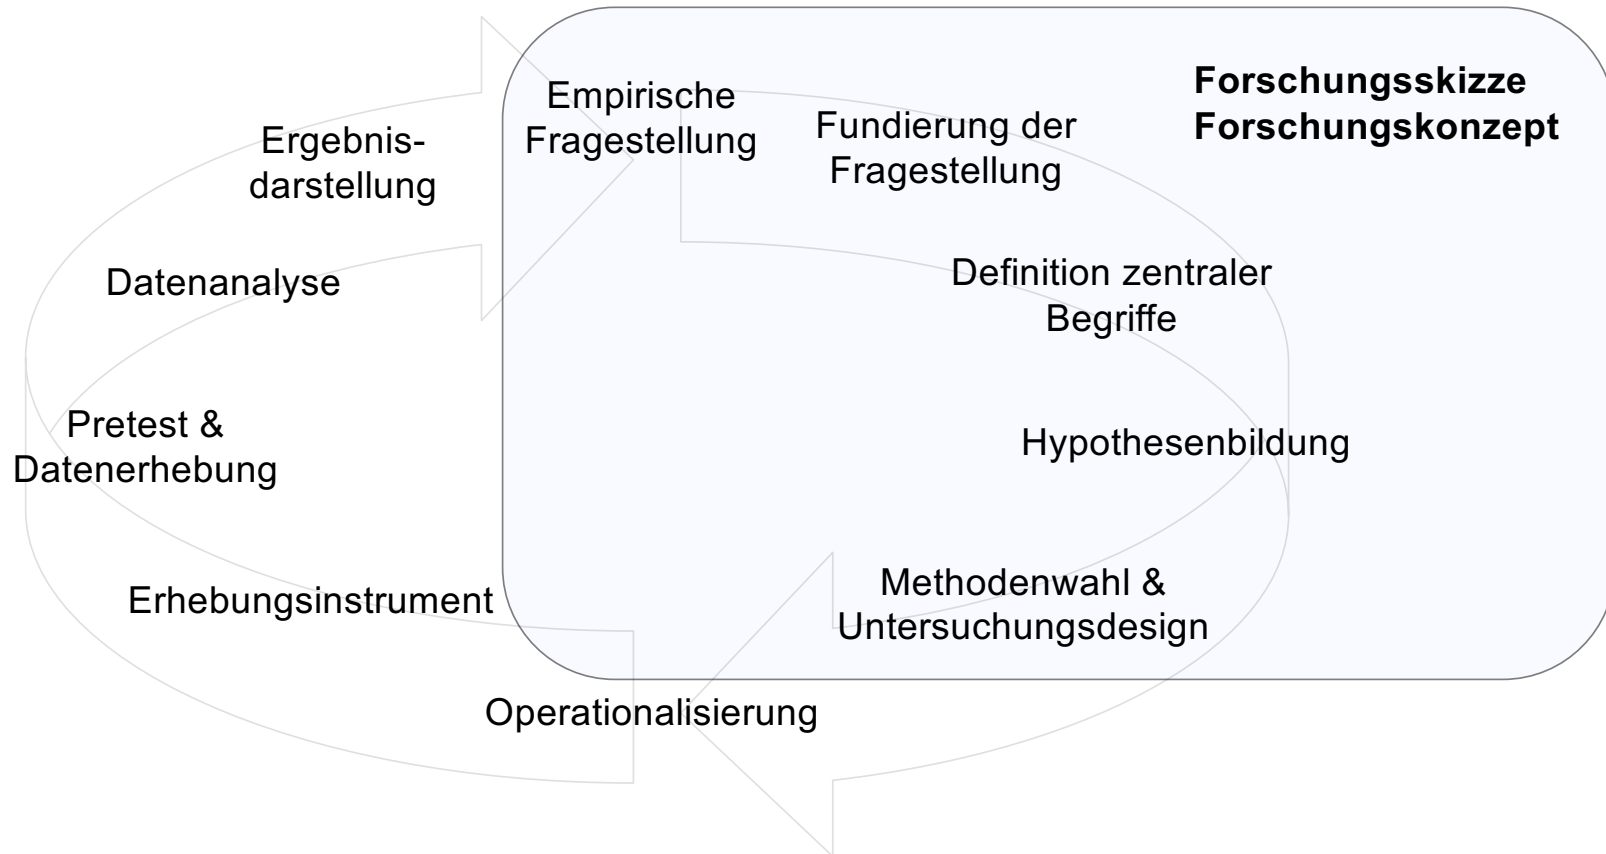 Forschungsskizze
Forschungskonzept
Empirische
Fragestellung
Fundierung der
Fragestellung
Definition zentraler
Begriffe
Hypothesenbildung
Methodenwahl &
Untersuchungsdesign
Operationalisierung
Erhebungsinstrument
Pretest &
Datenerhebung
Datenanalyse
Ergebnis-
darstellung